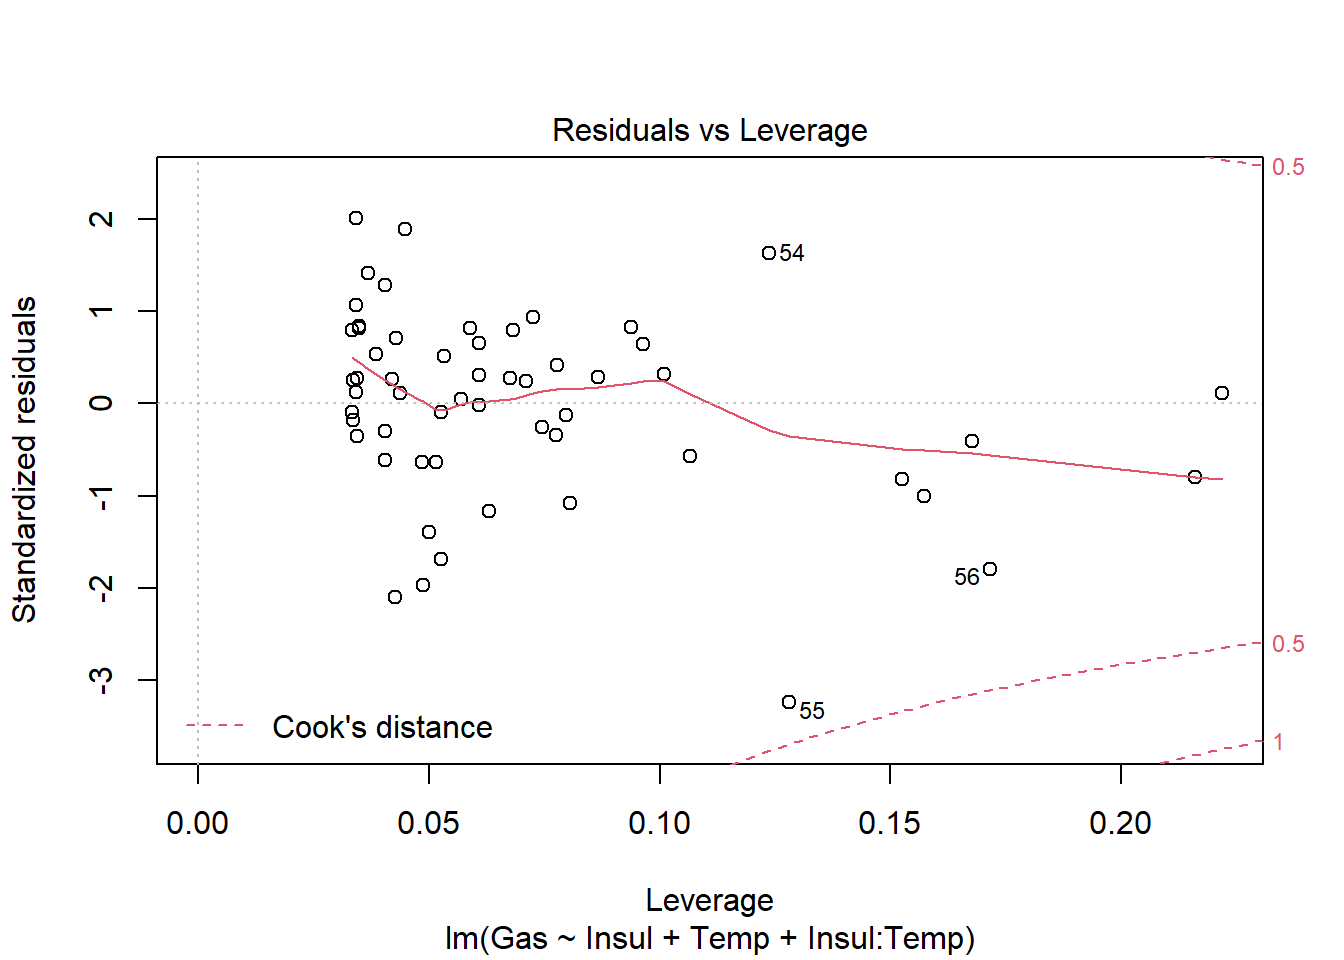 Residuals vs Leverage
Standardized residuals
2
1
0
-1
-2
-3
0.5
0.5
1
54
56
55
Cook's distance
0.00 0.05 0.10 0.15 0.20
Leverage
lm(Gas ~ Insul + Temp + Insul:Temp)